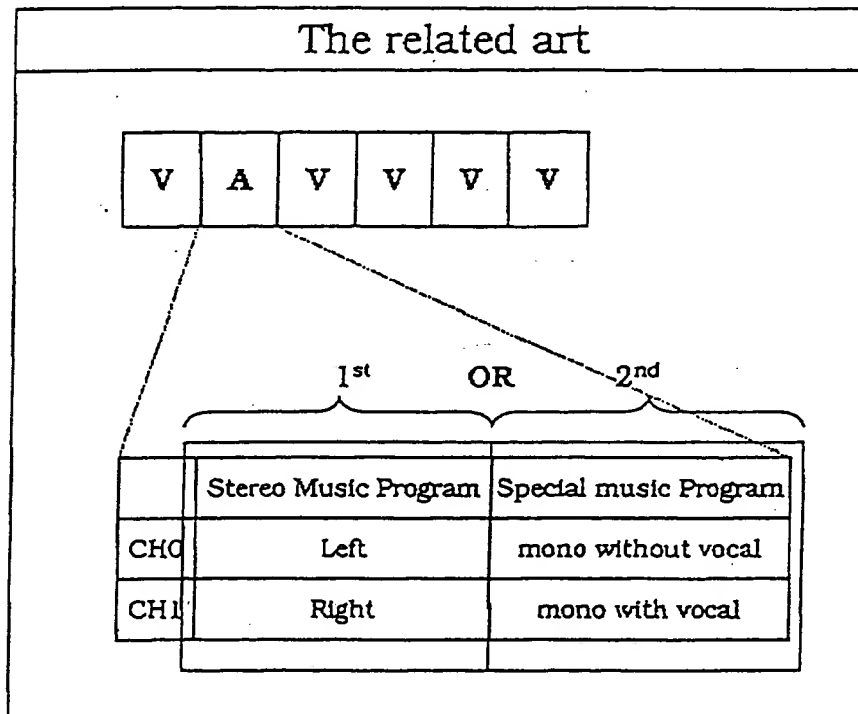 The related art
V A V V V V
1st OR 2nd
Stereo Music Program Special music Program
CH0 Left mono without vocal
CH1 Right mono with vocal